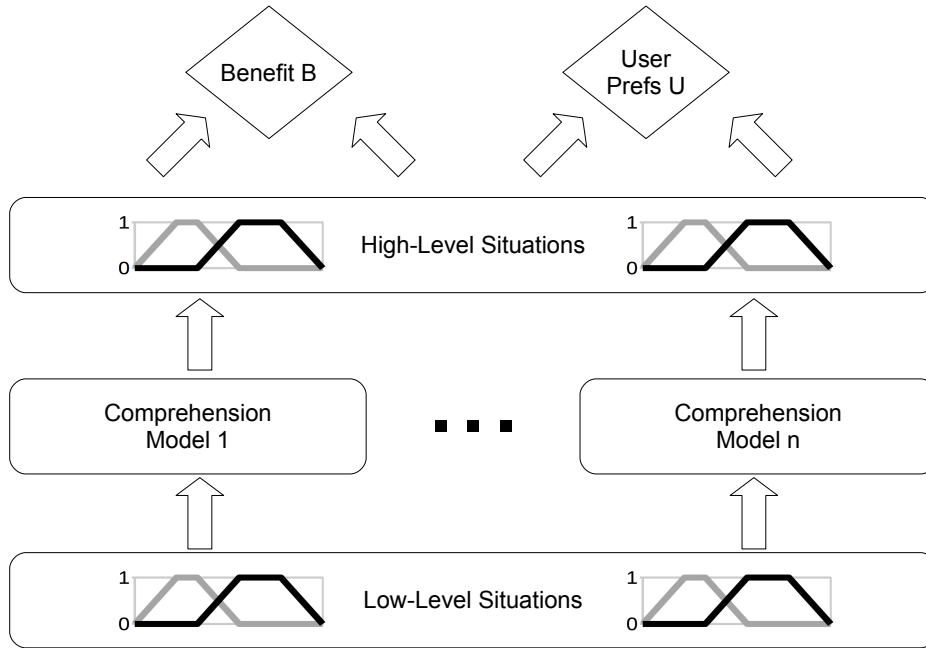 Benefit B
User
Prefs U
1
0
High-Level Situations
1
0
Comprehension
Model 1
Comprehension
Model n
1
0
Low-Level Situations
1
0